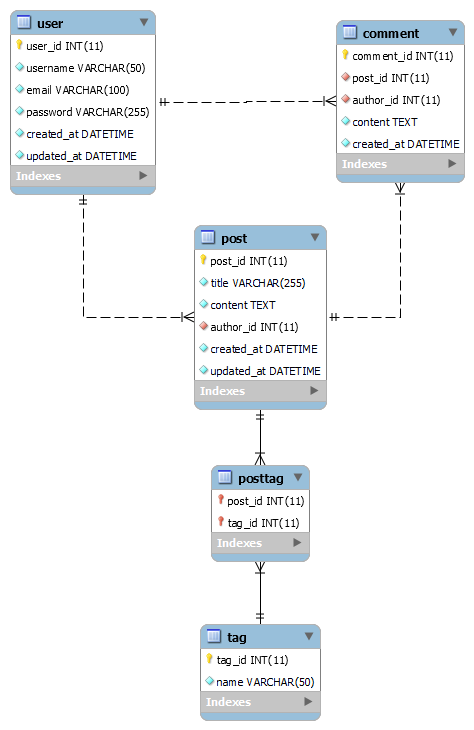 user
user_id INT(11)
username VARCHAR(50)
email VARCHAR(100)
password VARCHAR(255)
created_at DATETIME
updated_at DATETIME
Indexes
comment
comment_id INT(11)
post_id INT(11)
author_id INT(11)
content TEXT
created_at DATETIME
Indexes
post
post_id INT(11)
title VARCHAR(255)
content TEXT
author_id INT(11)
created_at DATETIME
updated_at DATETIME
Indexes
posttag
post_id INT(11)
tag_id INT(11)
Indexes
tag
tag_id INT(11)
name VARCHAR(50)
Indexes